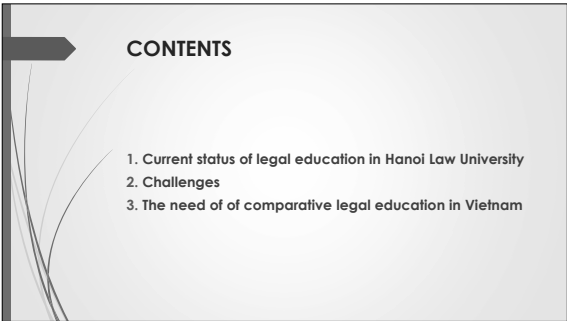 CONTENTS
1. Current status of legal education in Hanoi Law University
2. Challenges
3. The need of of comparative legal education in Vietnam